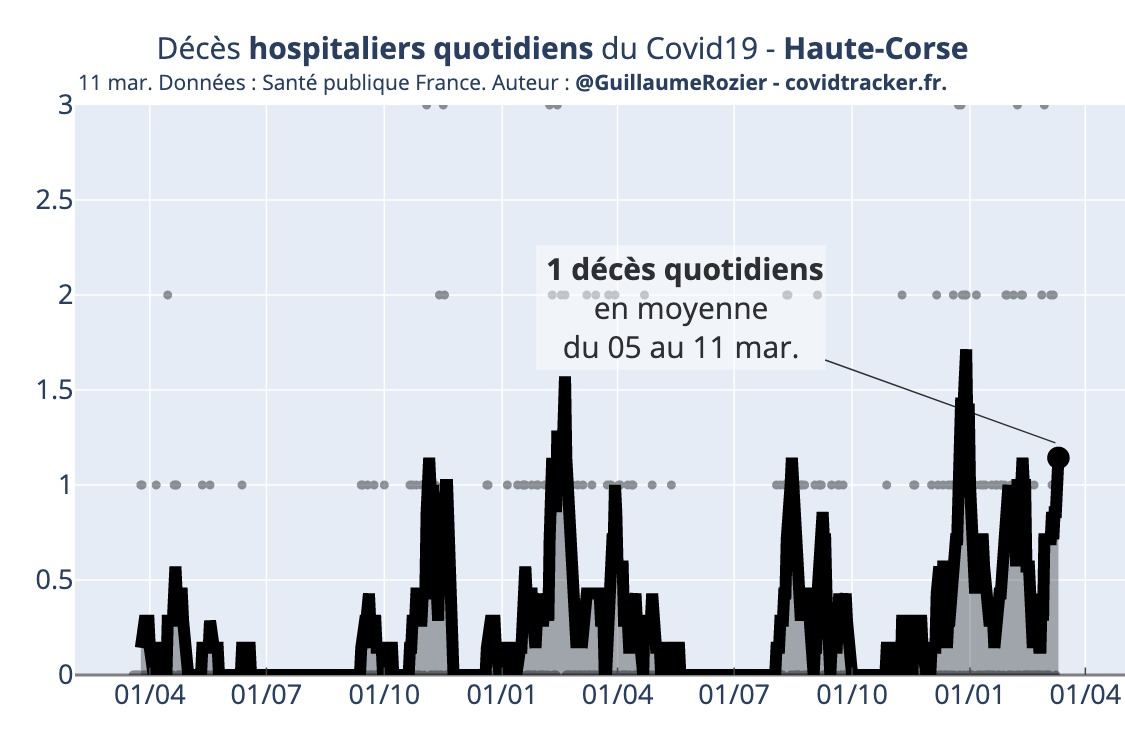 Décès hospitaliers quotidiens du Covid19 - Haute-Corse
11 mar. Données : Santé publique France. Auteur : @GuillaumeRozier - covidtracker.fr.
3
2.5
2
1.5
1
0.5
0
1 décès quotidiens
en moyenne
du 05 au 11 mar.
01/04 01/07 01/10 01/01 01/04 01/07 01/10 01/01 01/04